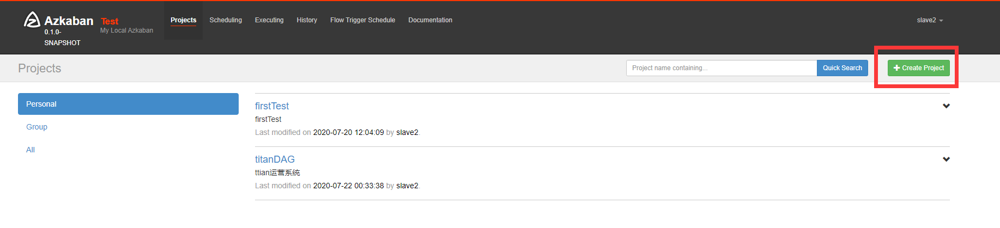 Azkaban
0.1.0-
SNAPSHOT
Test
My Local Azkaban
Projects
Scheduling
Executing
History
Flow Trigger Schedule
Documentation
slave2
Projects
Project name containing...
Quick Search
Create Project
Personal
Group
All
firstTest
firstTest
Last modified on 2020-07-20 12:04:09 by slave2.
titanDAG
ttian运营系统
Last modified on 2020-07-22 00:33:38 by slave2.